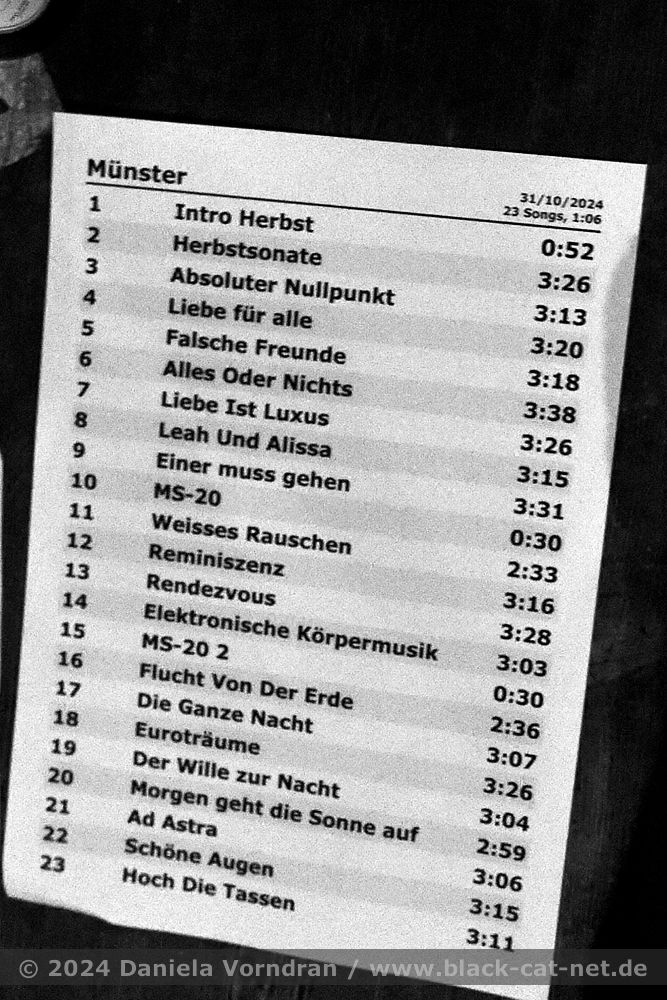 Münster
31/10/2024
23 Songs, 1:06
1 Intro Herbst 0:52
2 Herbstsonate 3:26
3 Absoluter Nullpunkt 3:13
4 Liebe für alle 3:20
5 Falsche Freunde 3:18
6 Alles Oder Nichts 3:38
7 Liebe Ist Luxus 3:26
8 Leah Und Alissa 3:15
9 Einer muss gehen 3:31
10 MS-20 0:30
11 Weisses Rauschen 2:33
12 Reminiszenz 3:16
13 Rendezvous 3:28
14 Elektronische Körpermusik 3:03
15 MS-20 2 0:30
16 Flucht Von Der Erde 2:36
17 Die Ganze Nacht 3:07
18 Euroträume 3:26
19 Der Wille zur Nacht 3:04
20 Morgen geht die Sonne auf 2:59
21 Ad Astra 3:06
22 Schöne Augen 3:15
23 Hoch Die Tassen 3:11
© 2024 Daniela Vorndran / www.black-cat-net.de